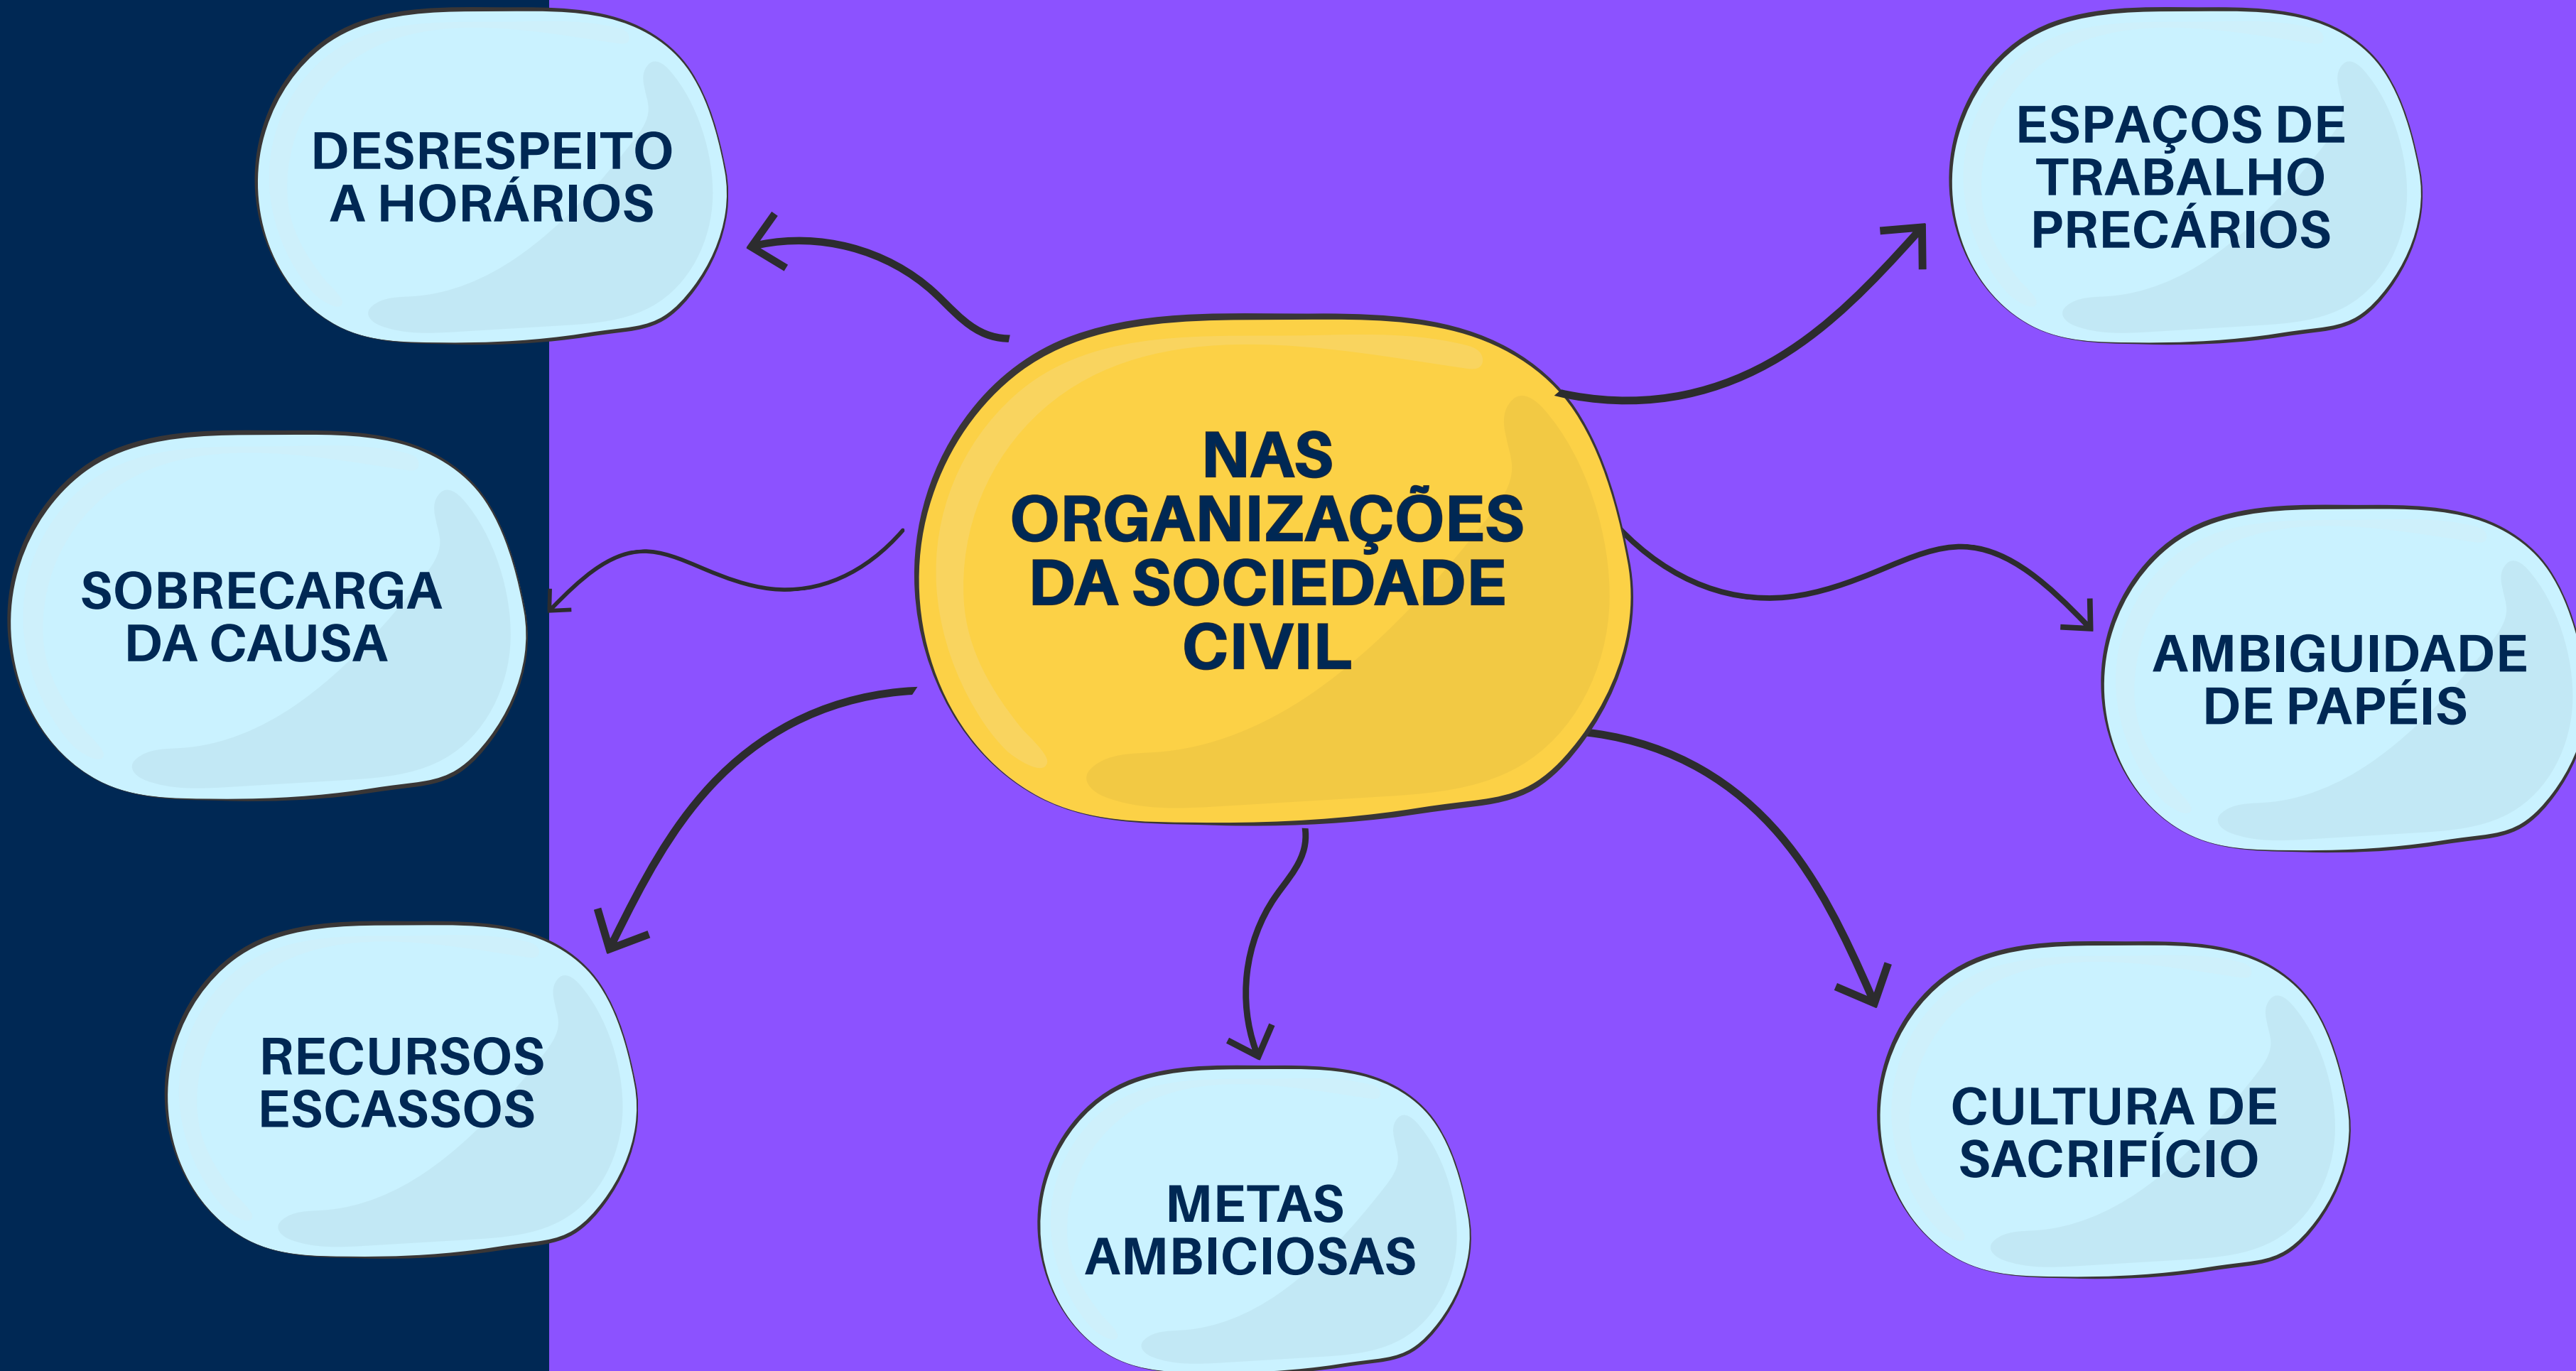 DESRESPEITO
A HORÁRIOS
ESPAÇOS DE
TRABALHO
PRECÁRIOS
NAS
ORGANIZAÇÕES
DA SOCIEDADE
CIVIL
SOBRECARGA
DA CAUSA
AMBIGUIDADE
DE PAPÉIS
RECURSOS
ESCASSOS
METAS
AMBICIOSAS
CULTURA DE
SACRIFÍCIO